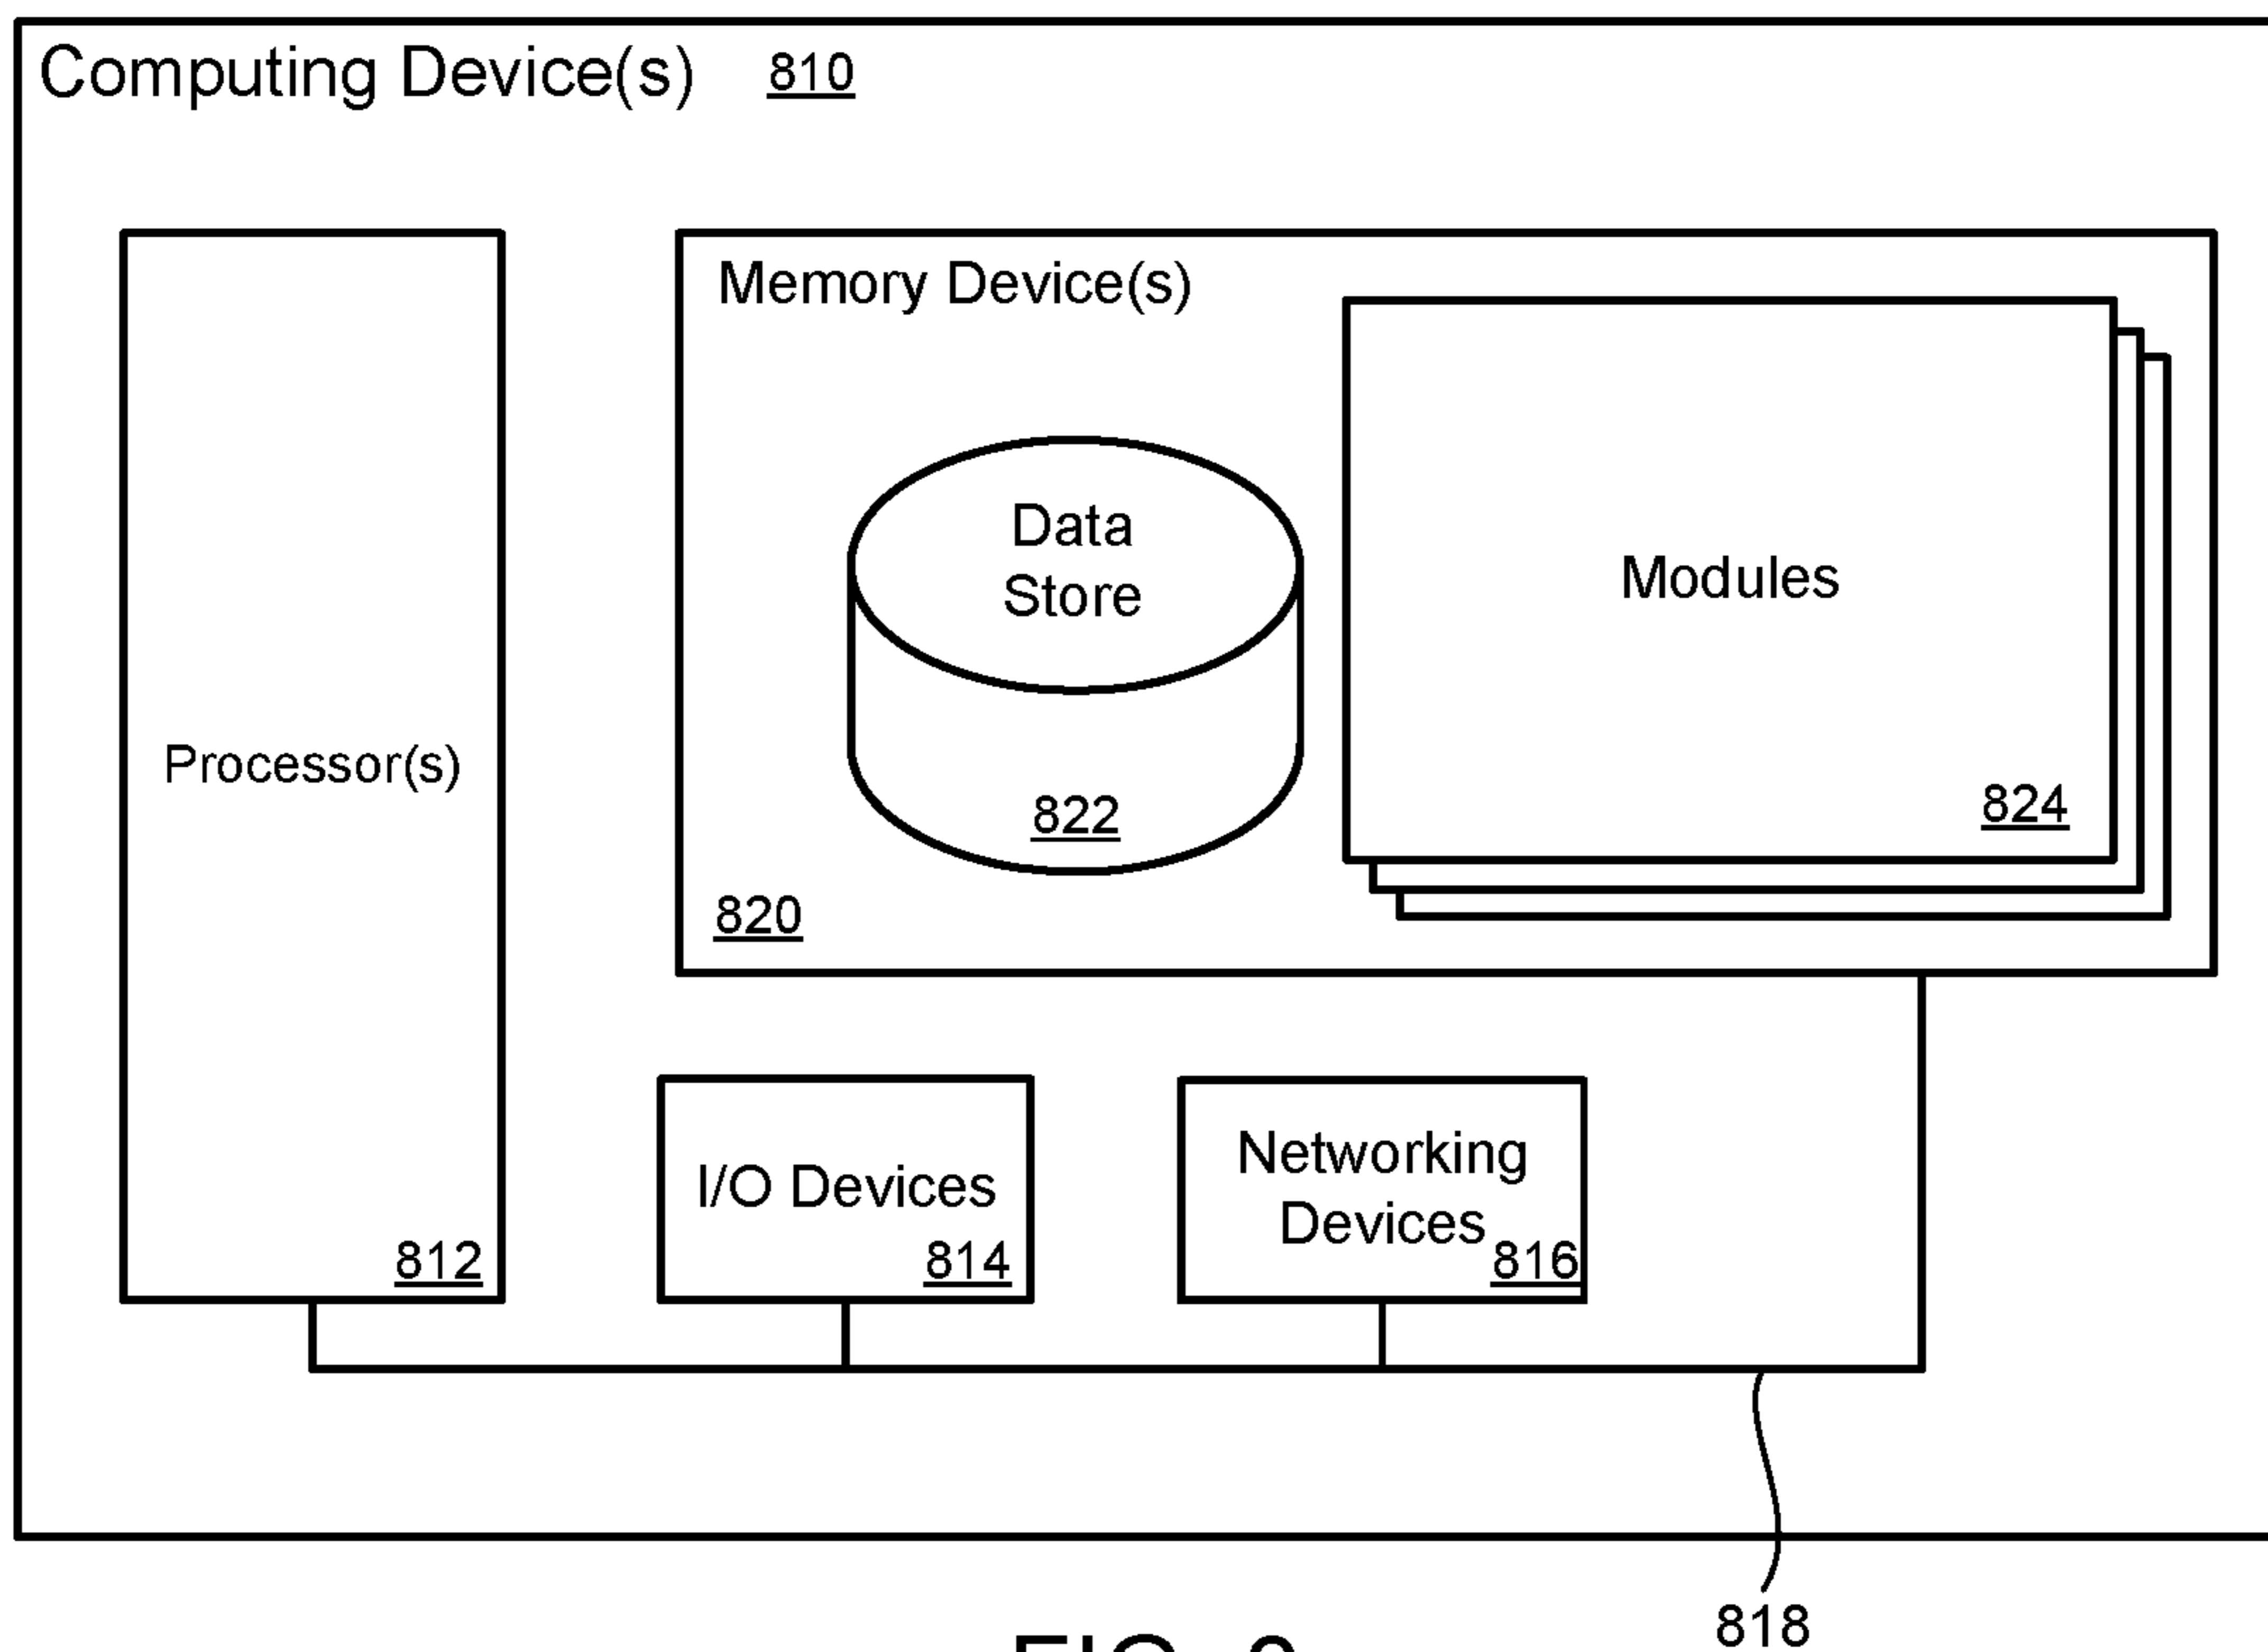 Computing Device(s) 810
Memory Device(s)
Data
Store
822
Modules
824
820
Processor(s)
812
I/O Devices
814
Networking
Devices
816
818
FIG.